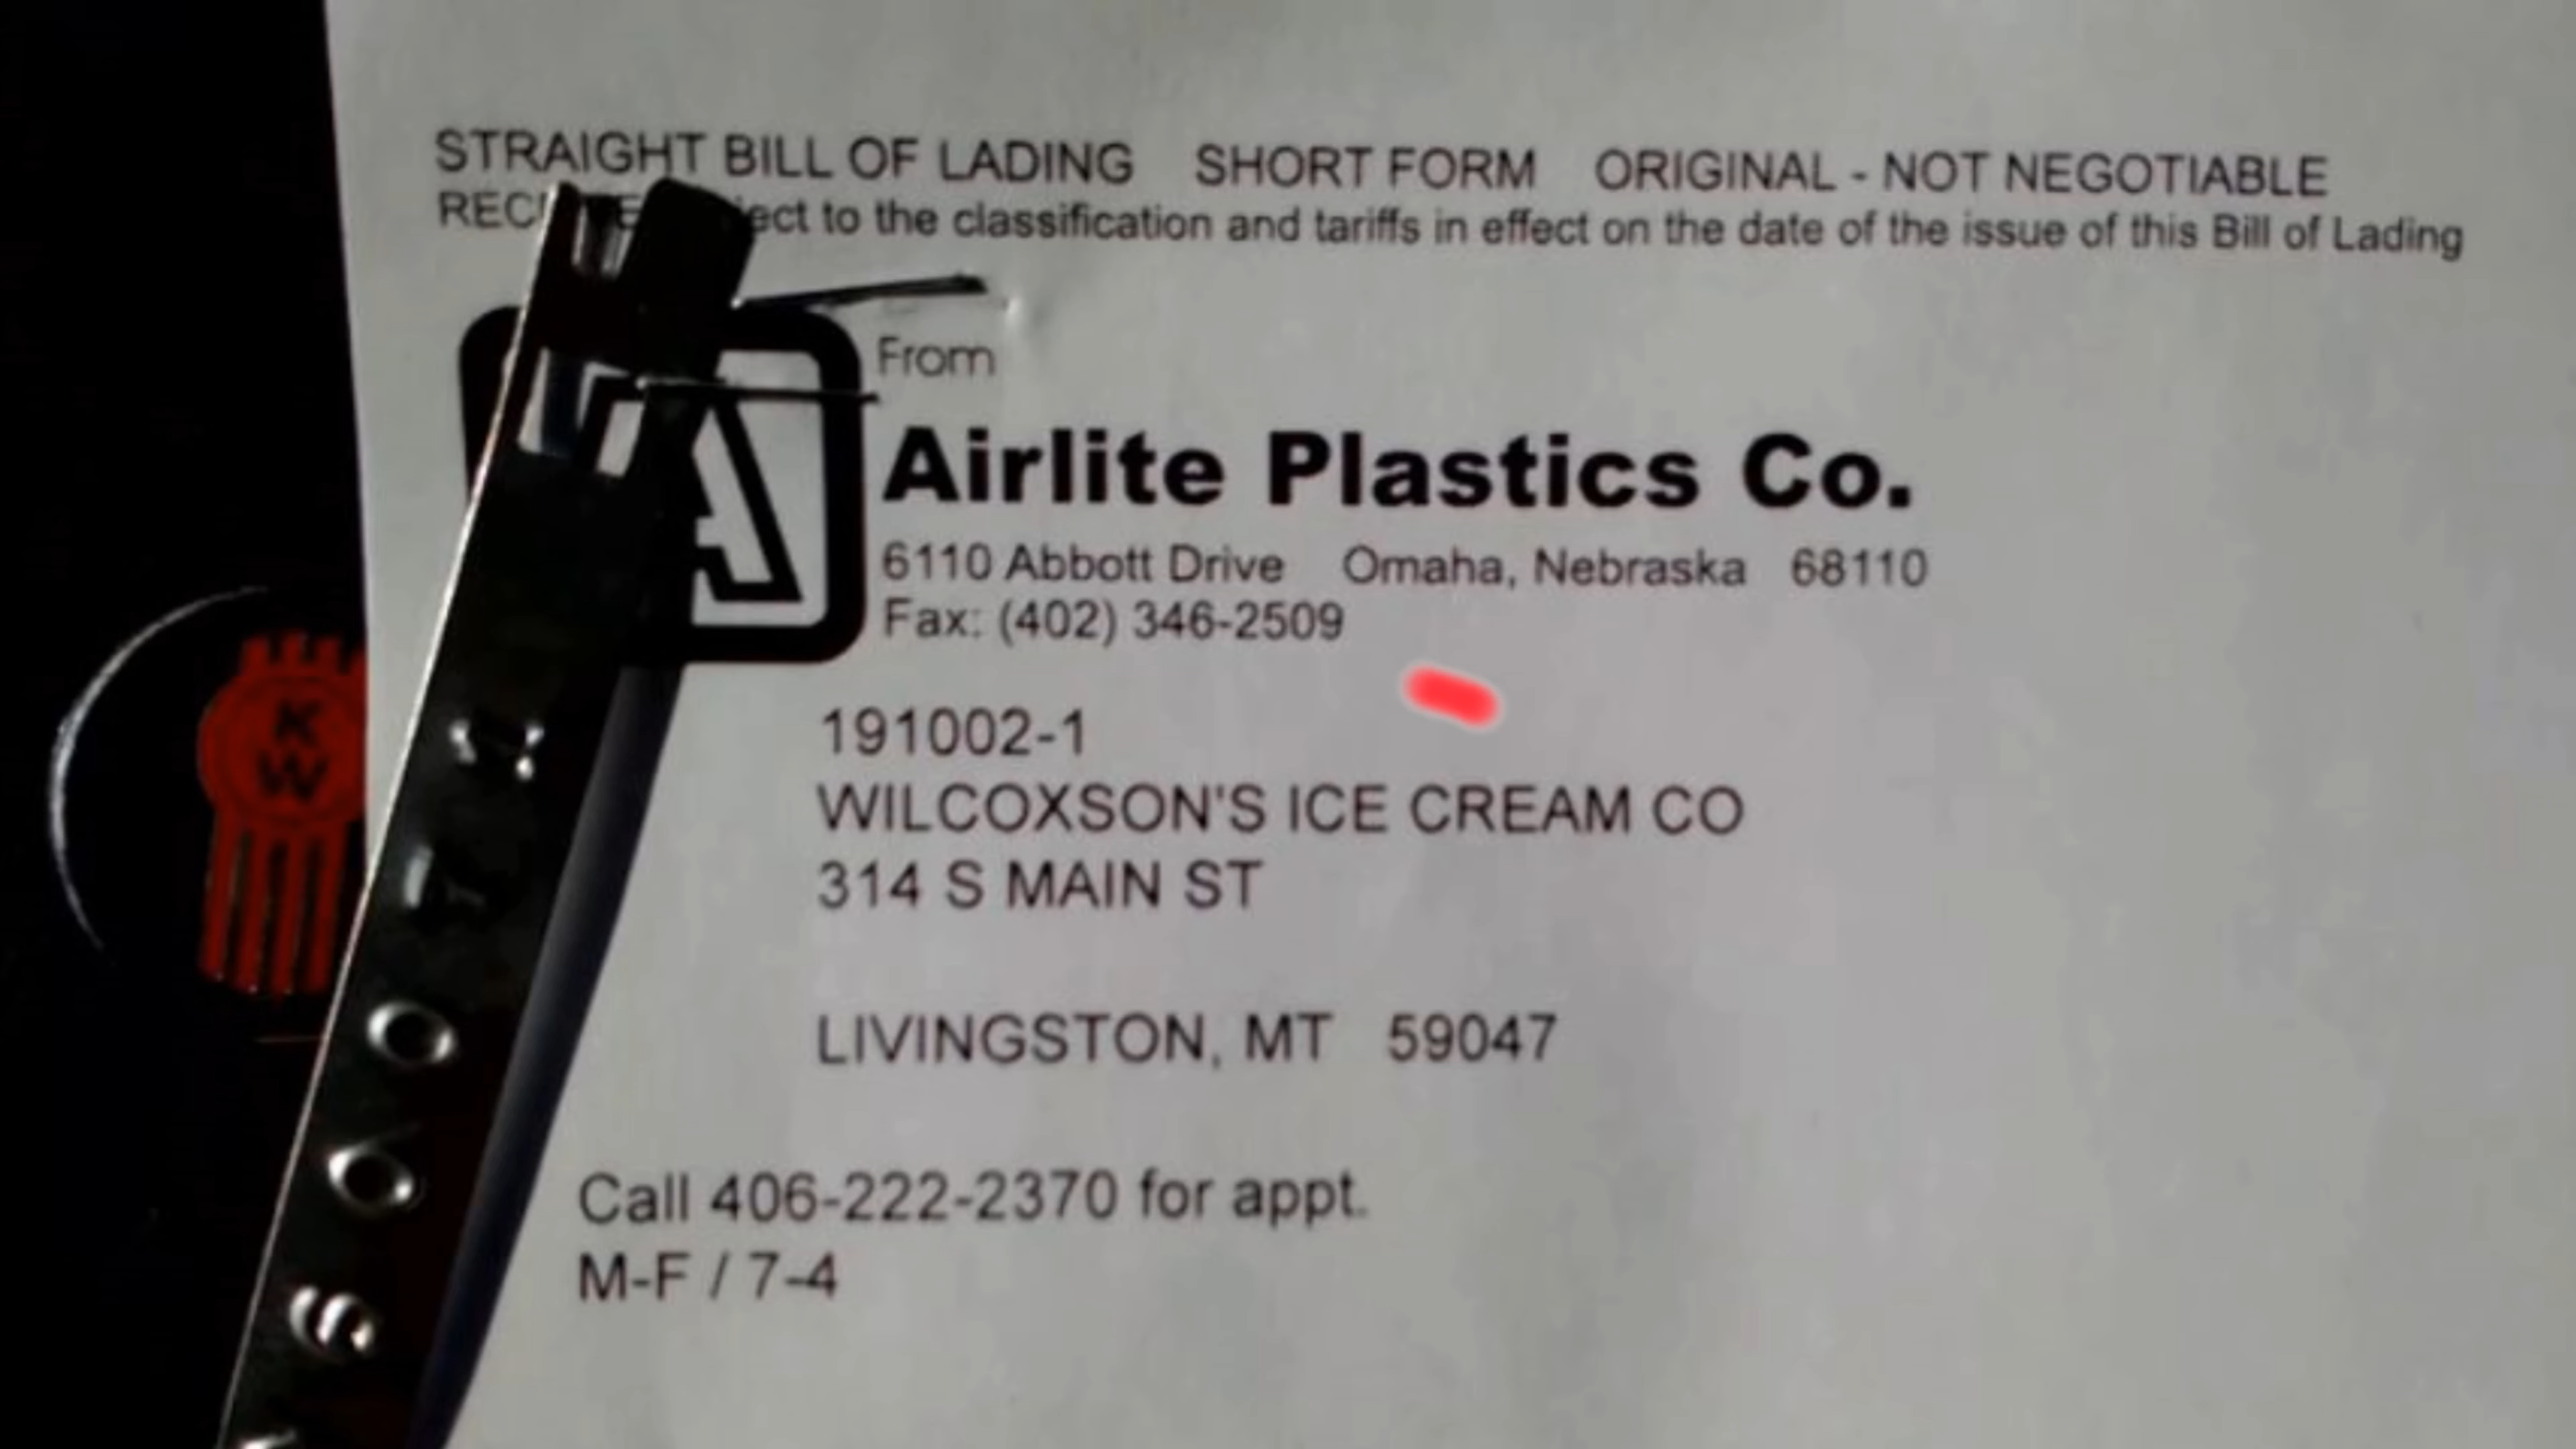 STRAIGHT BILL OF LADING SHORT FORM ORIGINAL - NOT NEGOTIABLE
to the classification and tariffs in effect on the date of the issue of this Bill of Lading
From
A
Airlite Plastics Co.
6110 Abbott Drive Omaha, Nebraska 68110
Fax: (402) 346-2509
191002-1
WILCOXSON'S ICE CREAM CO
314 S MAIN ST
LIVINGSTON, MT 59047
Call 406-222-2370 for appt.
M-F / 7-4
K
W